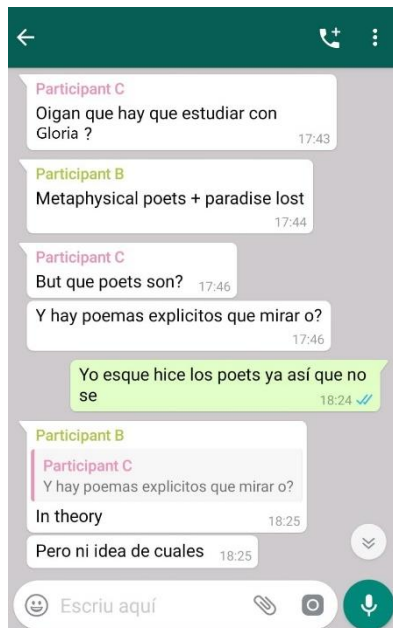 Participant C
Oigan que hay que estudiar con
Gloria ?
17:43
Participant B
Metaphysical poets + paradise lost
17:44
Participant C
But que poets son? 17:46
Y hay poemas explicitos que mirar o?
17:46
Yo esque hice los poets ya así que no
se
18:24
Participant B
Participant C
Y hay poemas explicitos que mirar o?
In theory
18:25
Pero ni idea de cuales 18:25
Escriu aquí